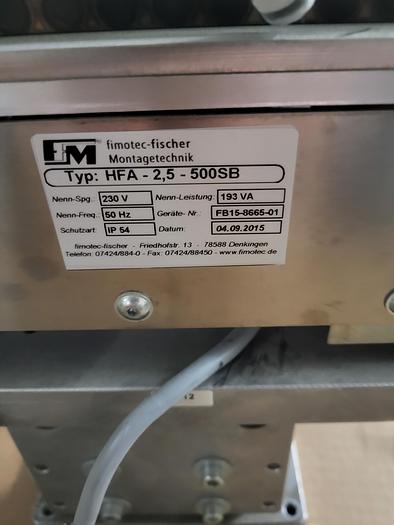 FM fimotec-fischer
Montagetechnik
Typ: HFA - 2,5 - 500SB
Nenn-Spg.: 230 V Nenn-Leistung: 193 VA
Nenn-Freq.: 50 Hz Geräte- Nr.: FB15-8665-01
Schutzart: IP 54 Datum: 04.09.2015
fimotec-fischer - Friedhofstr. 13 - 78588 Denkingen
Telefon: 07424/884-0 - Fax: 07424/88450 - www.fimotec.de
12